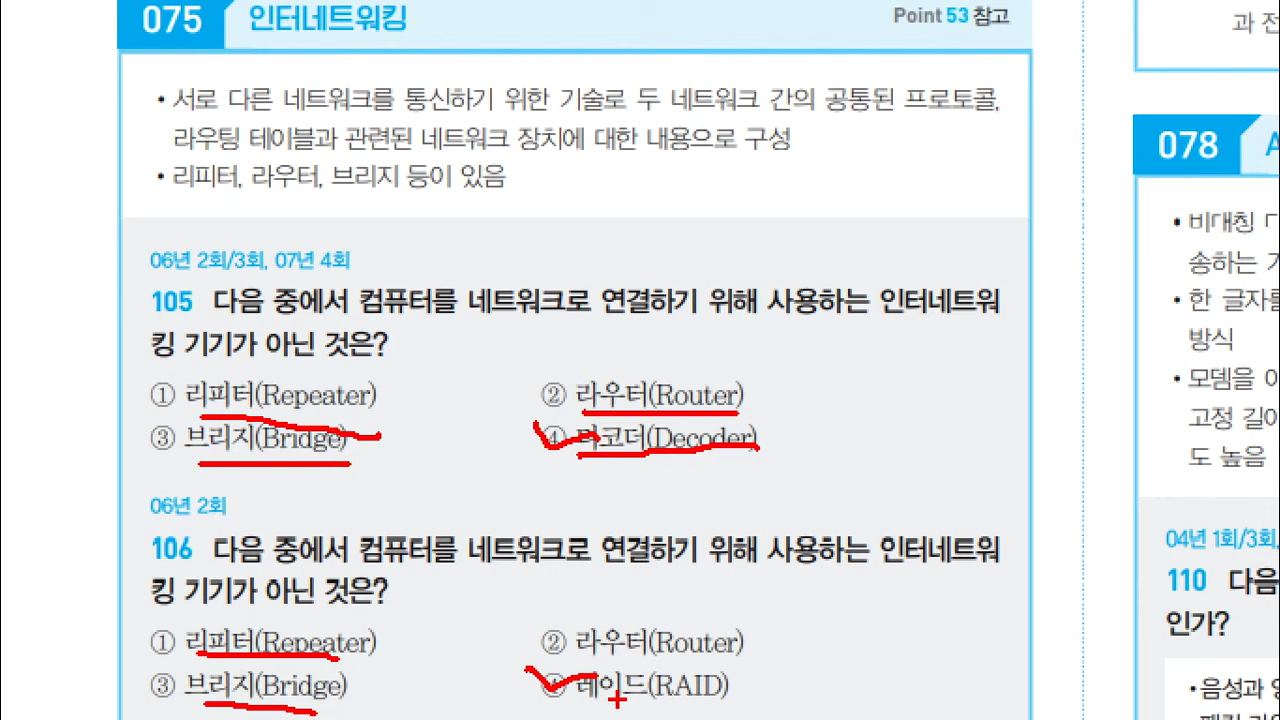 075 인터네트워킹 Point 53 참고
• 서로 다른 네트워크를 통신하기 위한 기술로 두 네트워크 간의 공통된 프로토콜,
라우팅 테이블과 관련된 네트워크 장치에 대한 내용으로 구성
• 리피터, 라우터, 브리지 등이 있음
06년 2회/3회, 07년 4회
105 다음 중에서 컴퓨터를 네트워크로 연결하기 위해 사용하는 인터네트워
킹 기기가 아닌 것은?
① 리피터(Repeater) ② 라우터(Router)
③ 브리지(Bridge) ④ 디코더(Decoder)
06년 2회
106 다음 중에서 컴퓨터를 네트워크로 연결하기 위해 사용하는 인터네트워
킹 기기가 아닌 것은?
① 리피터(Repeater) ② 라우터(Router)
③ 브리지(Bridge) ④ 레이드(RAID)
과 전
078
• 비대칭
송하는
• 한 글자를
방식
• 모뎀을
고정 길이
도 높음
04년 1회/3회,
110 다음
인가?
• 음성과